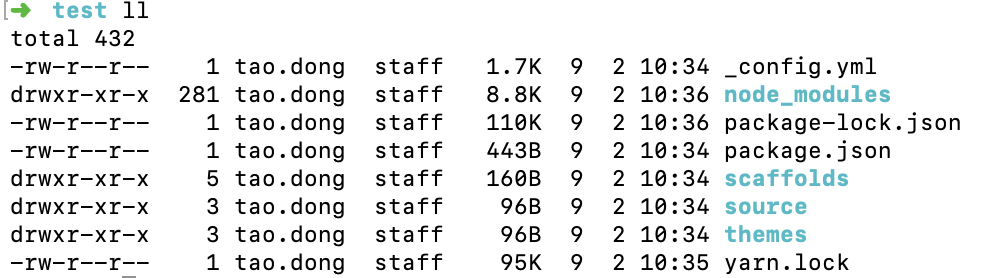 ➜ test ll
total 432
-rw-r--r--    1 tao.dong  staff   1.7K  9  2 10:34 _config.yml
drwxr-xr-x  281 tao.dong  staff   8.8K  9  2 10:36 node_modules
-rw-r--r--    1 tao.dong  staff   110K  9  2 10:36 package-lock.json
-rw-r--r--    1 tao.dong  staff   443B  9  2 10:34 package.json
drwxr-xr-x    5 tao.dong  staff   160B  9  2 10:34 scaffolds
drwxr-xr-x    3 tao.dong  staff    96B  9  2 10:34 source
drwxr-xr-x    3 tao.dong  staff    96B  9  2 10:34 themes
-rw-r--r--    1 tao.dong  staff    95K  9  2 10:35 yarn.lock